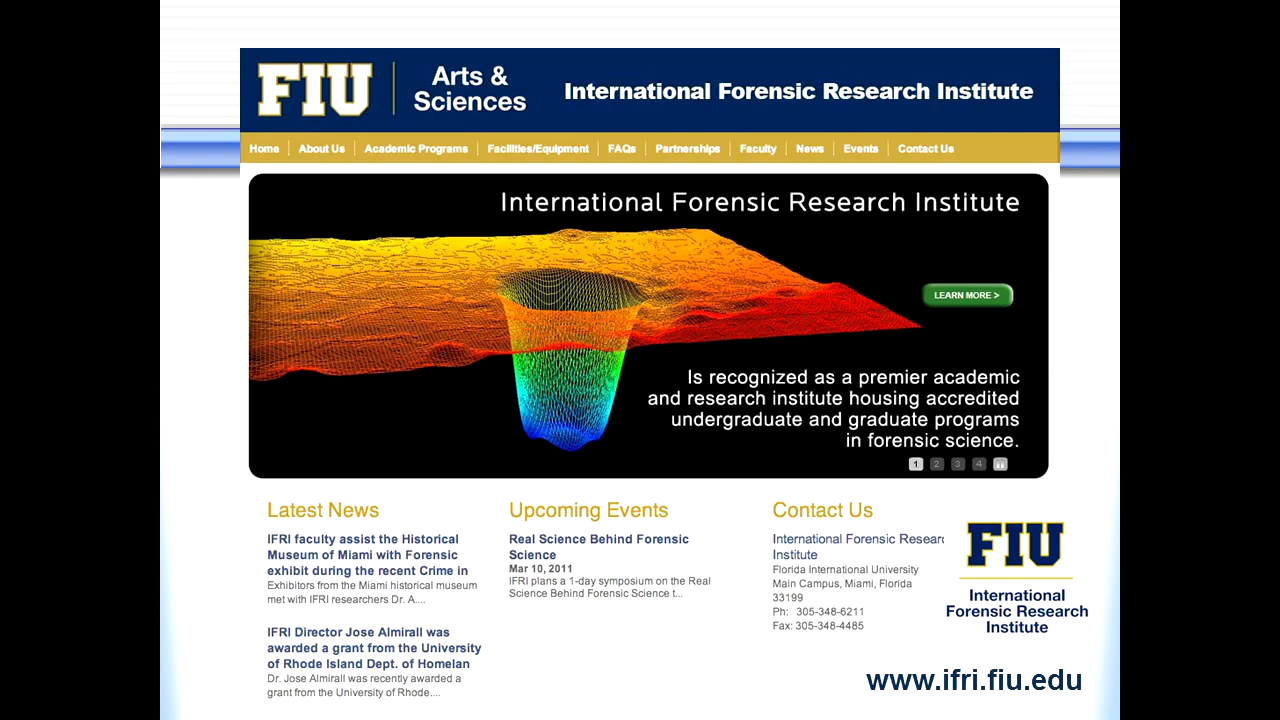 FIU
Arts &
Sciences
International Forensic Research Institute
Home
About Us
Academic Programs
Facilities/Equipment
FAQs
Partnerships
Faculty
News
Events
Contact Us
International Forensic Research Institute
LEARN MORE >
Is recognized as a premier academic
and research institute housing accredited
undergraduate and graduate programs
in forensic science.
1 2 3 4
Latest News
IFRI faculty assist the Historical
Museum of Miami with Forensic
exhibit during the recent Crime in
Exhibitors from the Miami historical museum
met with IFRI researchers Dr. A....
IFRI Director Jose Almirall was
awarded a grant from the University
of Rhode Island Dept. of Homelan
Dr. Jose Almirall was recently awarded a
grant from the University of Rhode....
Upcoming Events
Real Science Behind Forensic
Science
Mar 10, 2011
IFRI plans a 1-day symposium on the Real
Science Behind Forensic Science t...
Contact Us
International Forensic Researc
Institute
Florida International University
Main Campus, Miami, Florida
33199
Ph: 305-348-6211
Fax: 305-348-4485
FIU
International
Forensic Research
Institute
www.ifri.fiu.edu